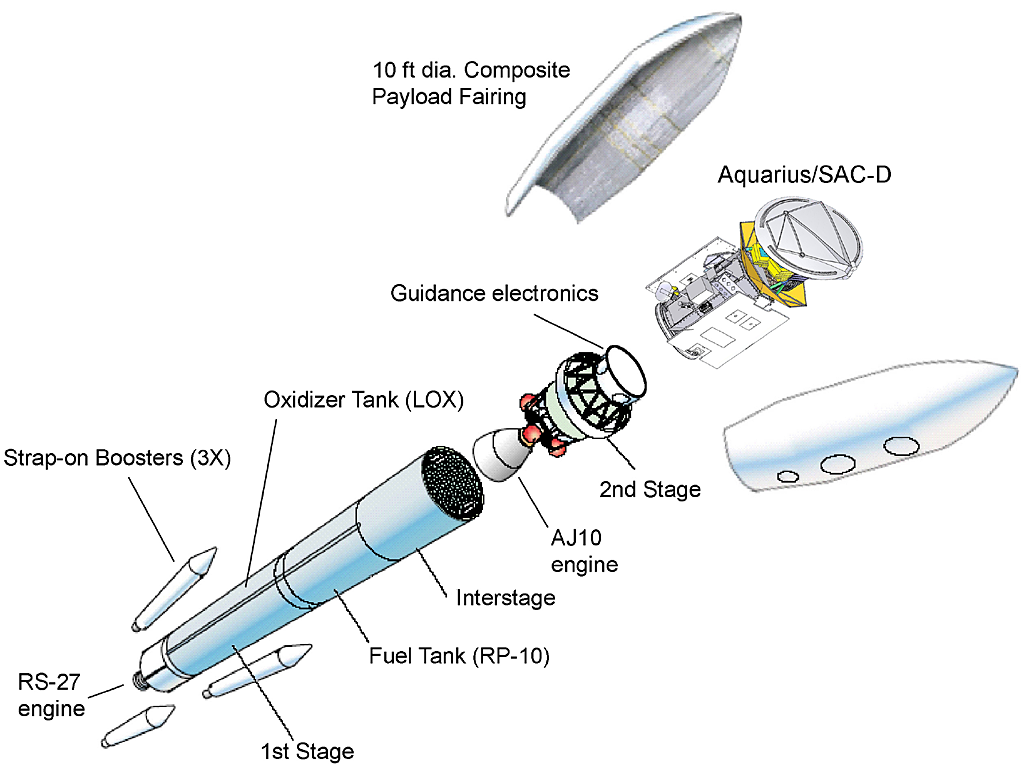 10 ft dia. Composite
Payload Fairing
Aquarius/SAC-D
Guidance electronics
Oxidizer Tank (LOX)
Strap-on Boosters (3X)
2nd Stage
AJ10
engine
Interstage
Fuel Tank (RP-10)
RS-27
engine
1st Stage